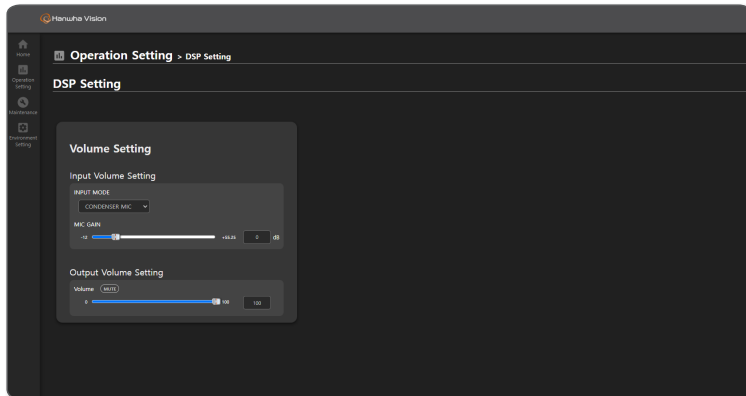 Hanwha Vision
Home
Operation
Setting
Maintenance
Environment
Setting
Operation Setting > DSP Setting
DSP Setting
Volume Setting
Input Volume Setting
INPUT MODE
CONDENSER MIC
MIC GAIN
-12 +55.25 0 dB
Output Volume Setting
Volume MUTE
0 100 100